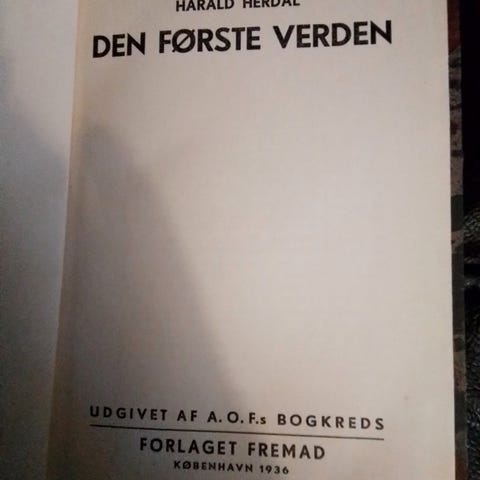 HARALD HERDAL
DEN FØRSTE VERDEN
UDGIVET AF A.O.F.s BOGKREDS
FORLAGET FREMAD
KØBENHAVN 1936